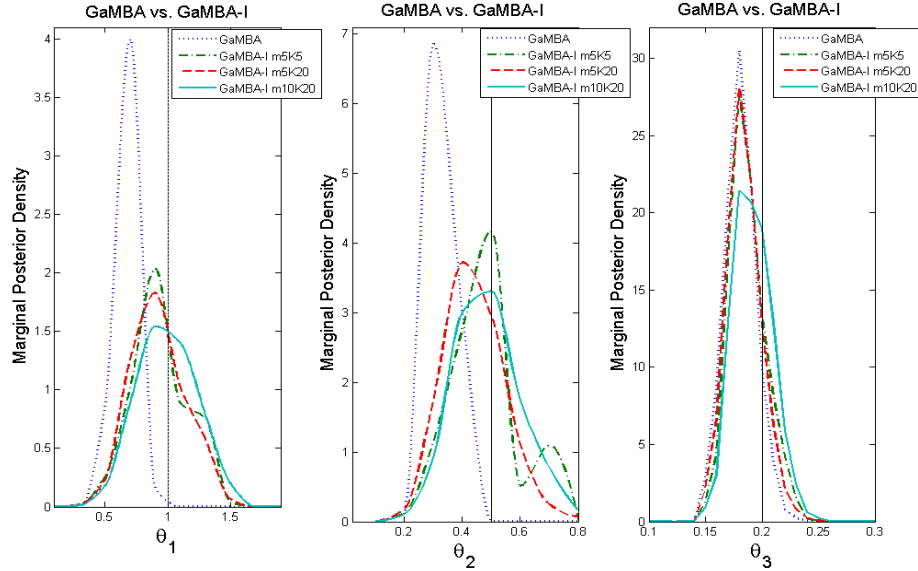 GaMBA vs. GaMBA-I
GaMBA
GaMBA-I m5K5
GaMBA-I m5K20
GaMBA-I m10K20
Marginal Posterior Density
4
3.5
3
2.5
2
1.5
1
0.5
0
0.5
1
1.5
θ1
GaMBA vs. GaMBA-I
GaMBA
GaMBA-I m5K5
GaMBA-I m5K20
GaMBA-I m10K20
Marginal Posterior Density
7
6
5
4
3
2
1
0
0.2
0.4
0.6
0.8
θ2
GaMBA vs. GaMBA-I
GaMBA
GaMBA-I m5K5
GaMBA-I m5K20
GaMBA-I m10K20
Marginal Posterior Density
30
25
20
15
10
5
0
0.1
0.15
0.2
0.25
0.3
θ3